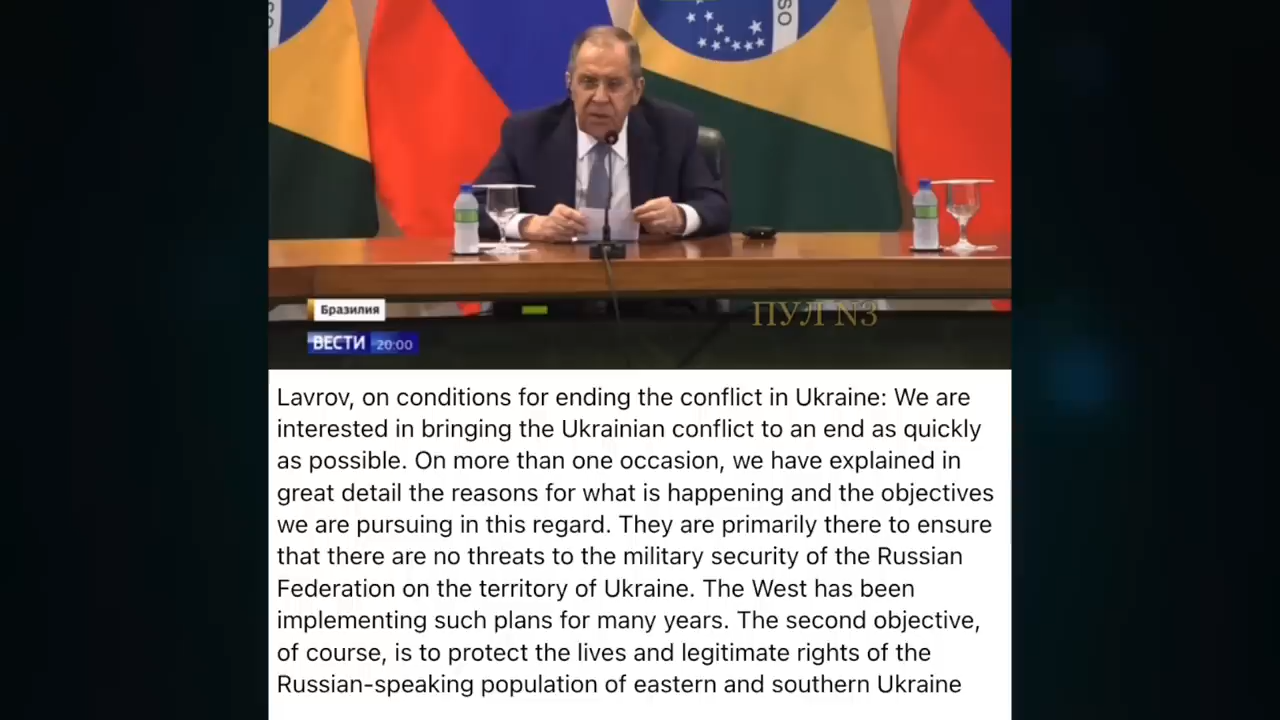 OSO
OSO
Бразилия
ПУЛ N3
ВЕСТИ 20:00
Lavrov, on conditions for ending the conflict in Ukraine: We are
interested in bringing the Ukrainian conflict to an end as quickly
as possible. On more than one occasion, we have explained in
great detail the reasons for what is happening and the objectives
we are pursuing in this regard. They are primarily there to ensure
that there are no threats to the military security of the Russian
Federation on the territory of Ukraine. The West has been
implementing such plans for many years. The second objective,
of course, is to protect the lives and legitimate rights of the
Russian-speaking population of eastern and southern Ukraine